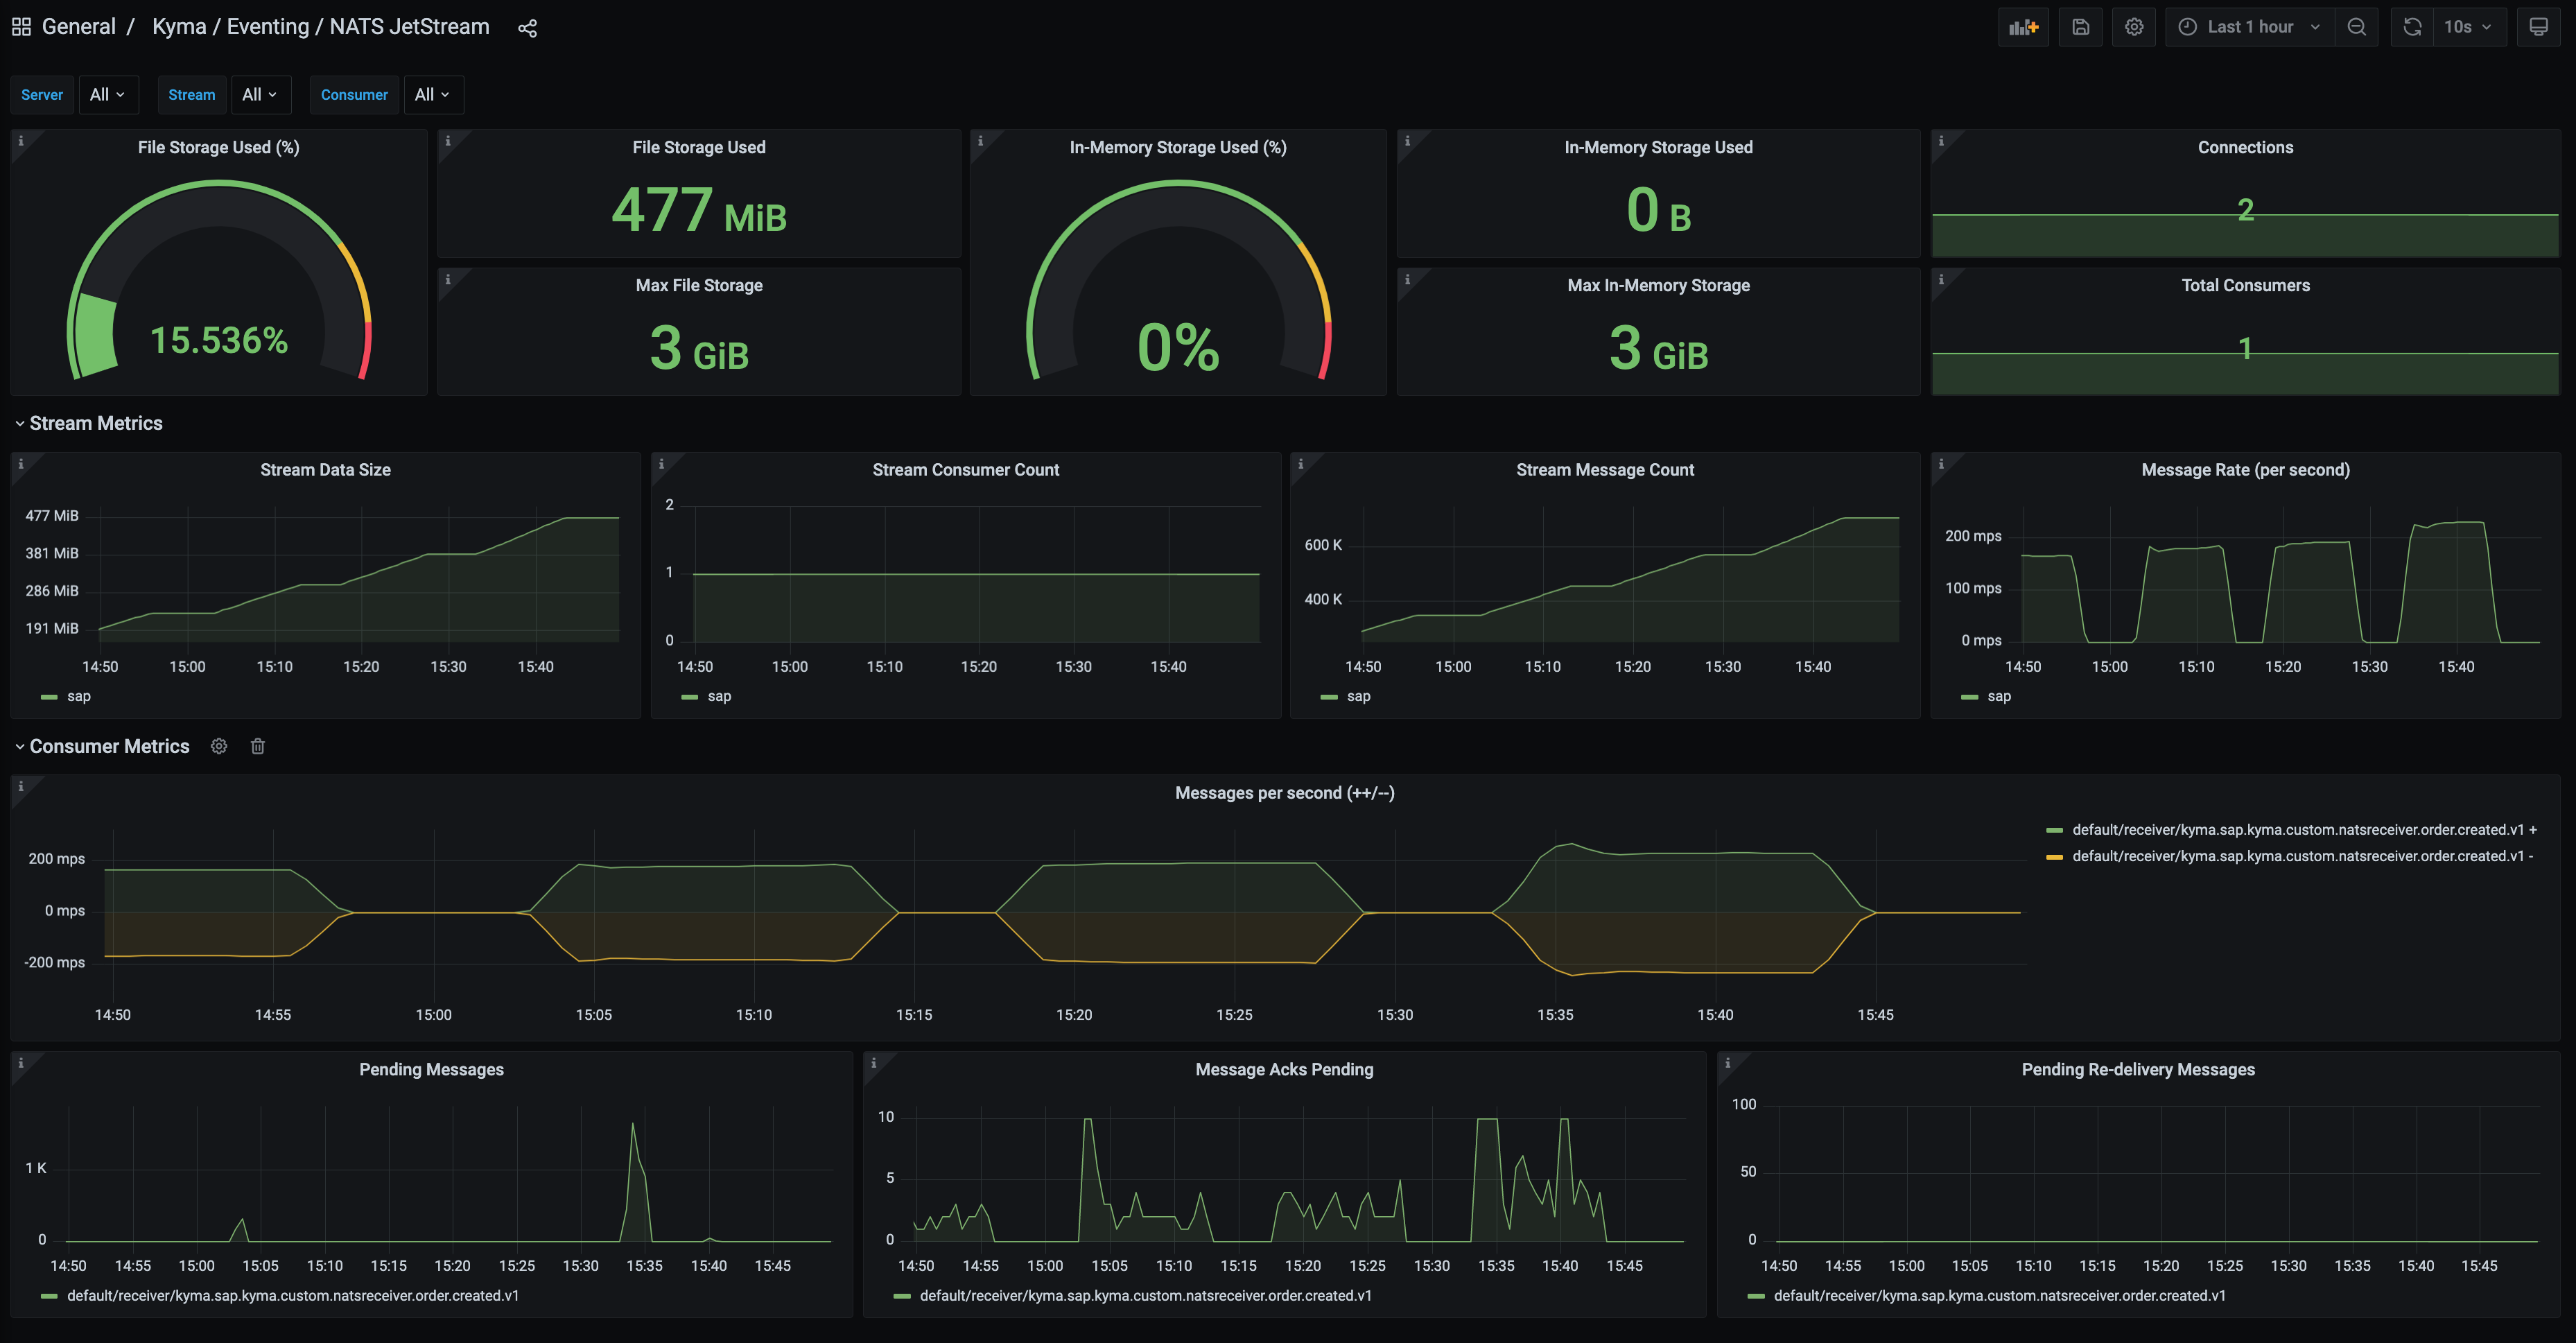 General / Kyma / Eventing / NATS JetStream
Last 1 hour
10s
Server All Stream All Consumer All
File Storage Used (%)
15.536%
File Storage Used
477 MiB
Max File Storage
3 GiB
In-Memory Storage Used (%)
0%
In-Memory Storage Used
0 B
Max In-Memory Storage
3 GiB
Connections
2
Total Consumers
1
Stream Metrics
Stream Data Size
477 MiB
381 MiB
286 MiB
191 MiB
14:50 15:00 15:10 15:20 15:30 15:40
sap
Stream Consumer Count
2
1
0
14:50 15:00 15:10 15:20 15:30 15:40
sap
Stream Message Count
600 K
400 K
14:50 15:00 15:10 15:20 15:30 15:40
sap
Message Rate (per second)
200 mps
100 mps
0 mps
14:50 15:00 15:10 15:20 15:30 15:40
sap
Consumer Metrics
Messages per second (++/--)
200 mps
0 mps
-200 mps
14:50 14:55 15:00 15:05 15:10 15:15 15:20 15:25 15:30 15:35 15:40 15:45
default/receiver/kyma.sap.kyma.custom.natsreceiver.order.created.v1 +
default/receiver/kyma.sap.kyma.custom.natsreceiver.order.created.v1 -
Pending Messages
1 K
0
14:50 14:55 15:00 15:05 15:10 15:15 15:20 15:25 15:30 15:35 15:40 15:45
default/receiver/kyma.sap.kyma.custom.natsreceiver.order.created.v1
Message Acks Pending
10
5
0
14:50 14:55 15:00 15:05 15:10 15:15 15:20 15:25 15:30 15:35 15:40 15:45
default/receiver/kyma.sap.kyma.custom.natsreceiver.order.created.v1
Pending Re-delivery Messages
100
50
0
14:50 14:55 15:00 15:05 15:10 15:15 15:20 15:25 15:30 15:35 15:40 15:45
default/receiver/kyma.sap.kyma.custom.natsreceiver.order.created.v1